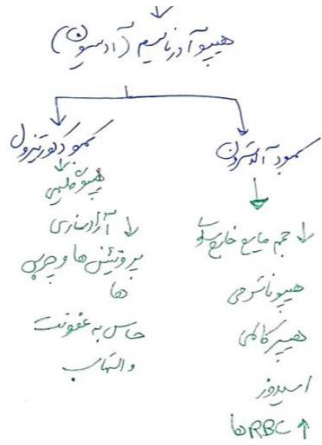 ↓
هیپوآدرنالیسم (آدیسون)
کمبود آلدسترون
↓
↓ حجم مایع خارج سلولی
هیپوناترمی
هیپرکالمی
اسیدوز
↑ RBC ها
کمبود کورتیزول
↓
هیپوگلیسمی
↓ آزادسازی
پروتئین ها و چربی
ها
حساس به عفونت
و التهاب